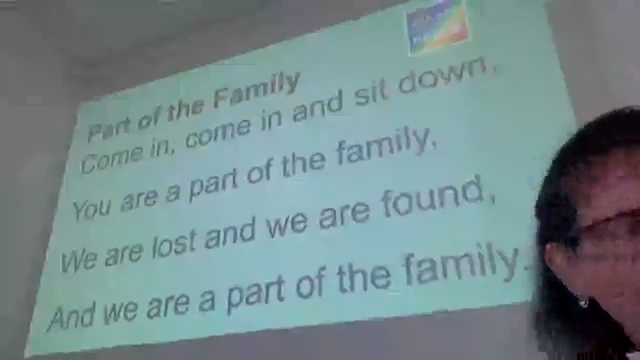 Part of the Family
Come in, come in and sit down,
You are a part of the family,
We are lost and we are found,
And we are a part of the family.